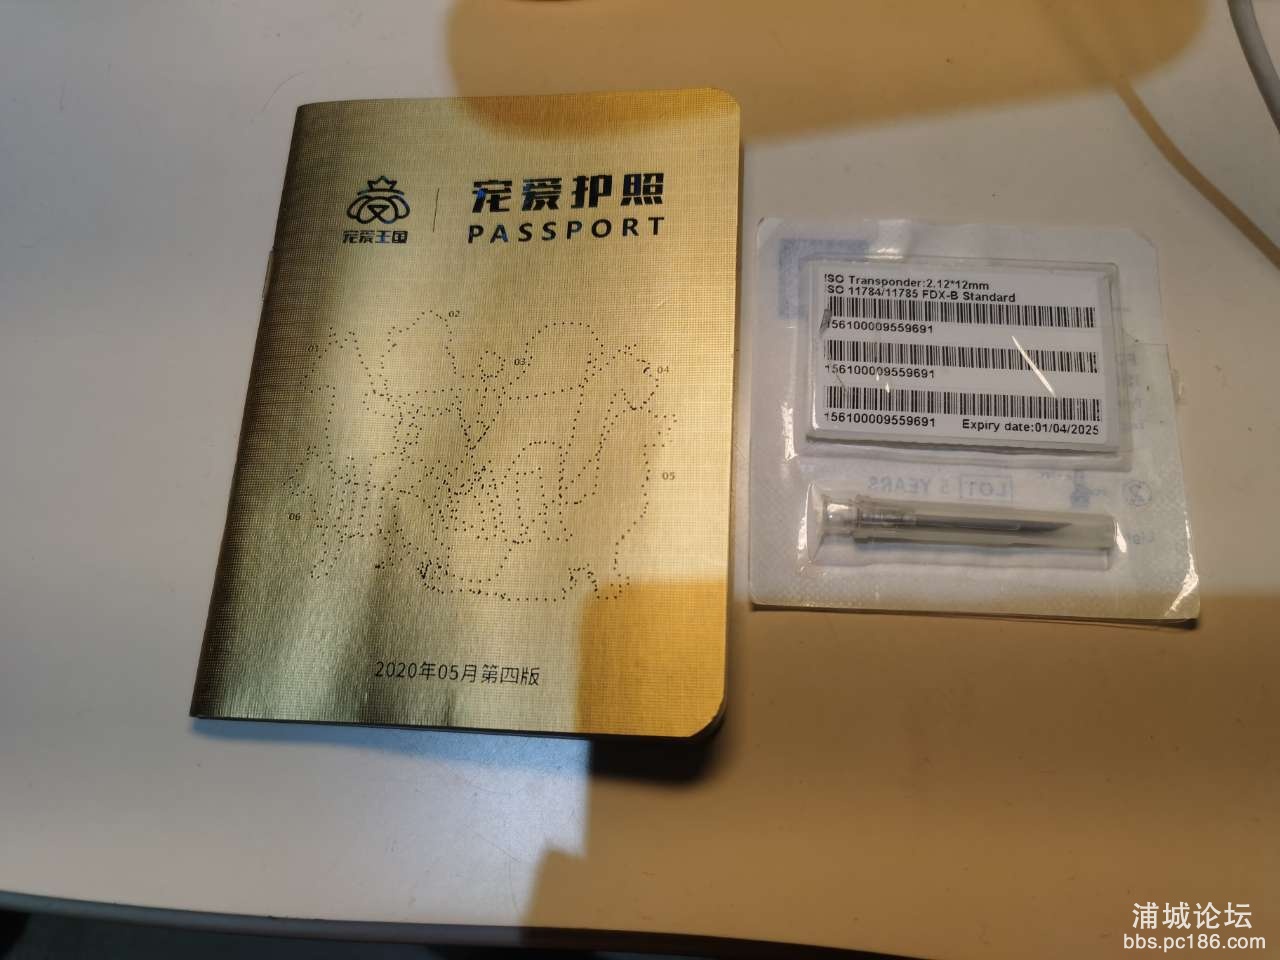 宠爱王国
宠爱护照
PASSPORT
01
02
03
04
05
06
2020年05月第四版
ISO Transponder:2.12*12mm
ISO 11784/11785 FDX-B Standard
156100009559691
156100009559691
156100009559691
Expiry date:01/04/2025
LOT 5 YEARS
浦城论坛
bbs.pc186.com